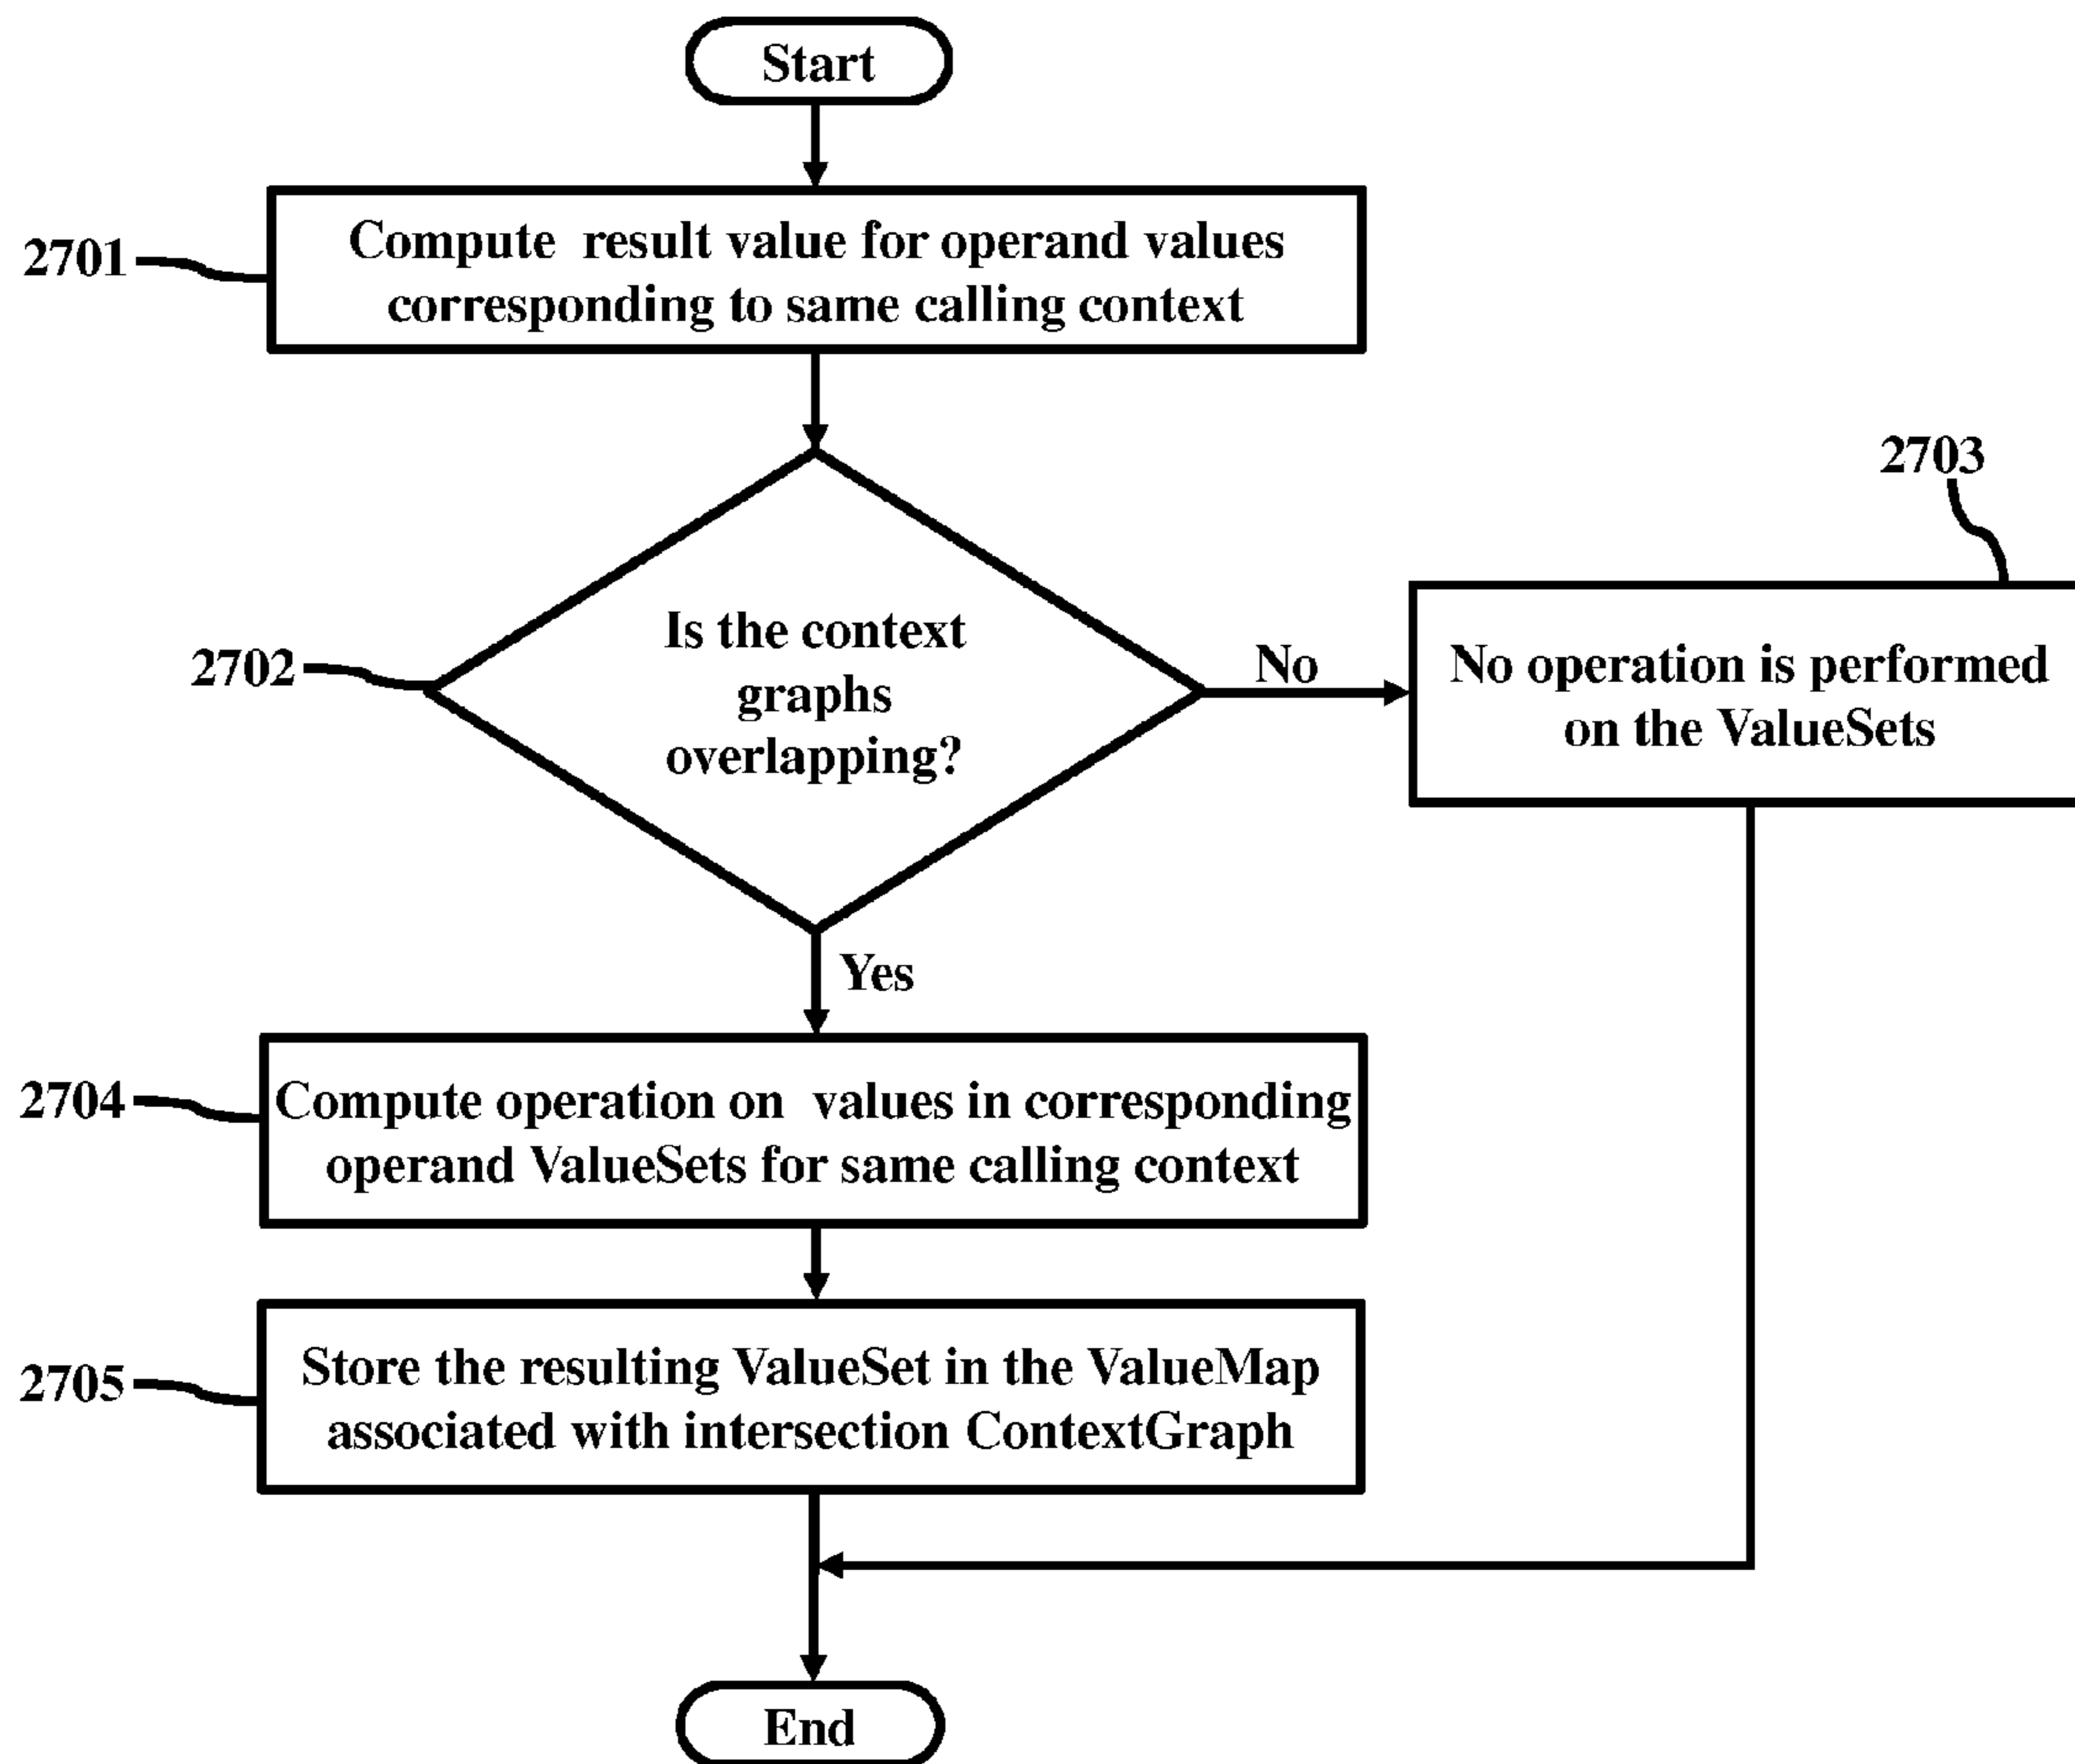 Start
2701
Compute result value for operand values
corresponding to same calling context
2703
2702
Is the context
graphs
overlapping?
No
No operation is performed
on the ValueSets
Yes
2704
Compute operation on values in corresponding
operand ValueSets for same calling context
2705
Store the resulting ValueSet in the ValueMap
associated with intersection ContextGraph
End